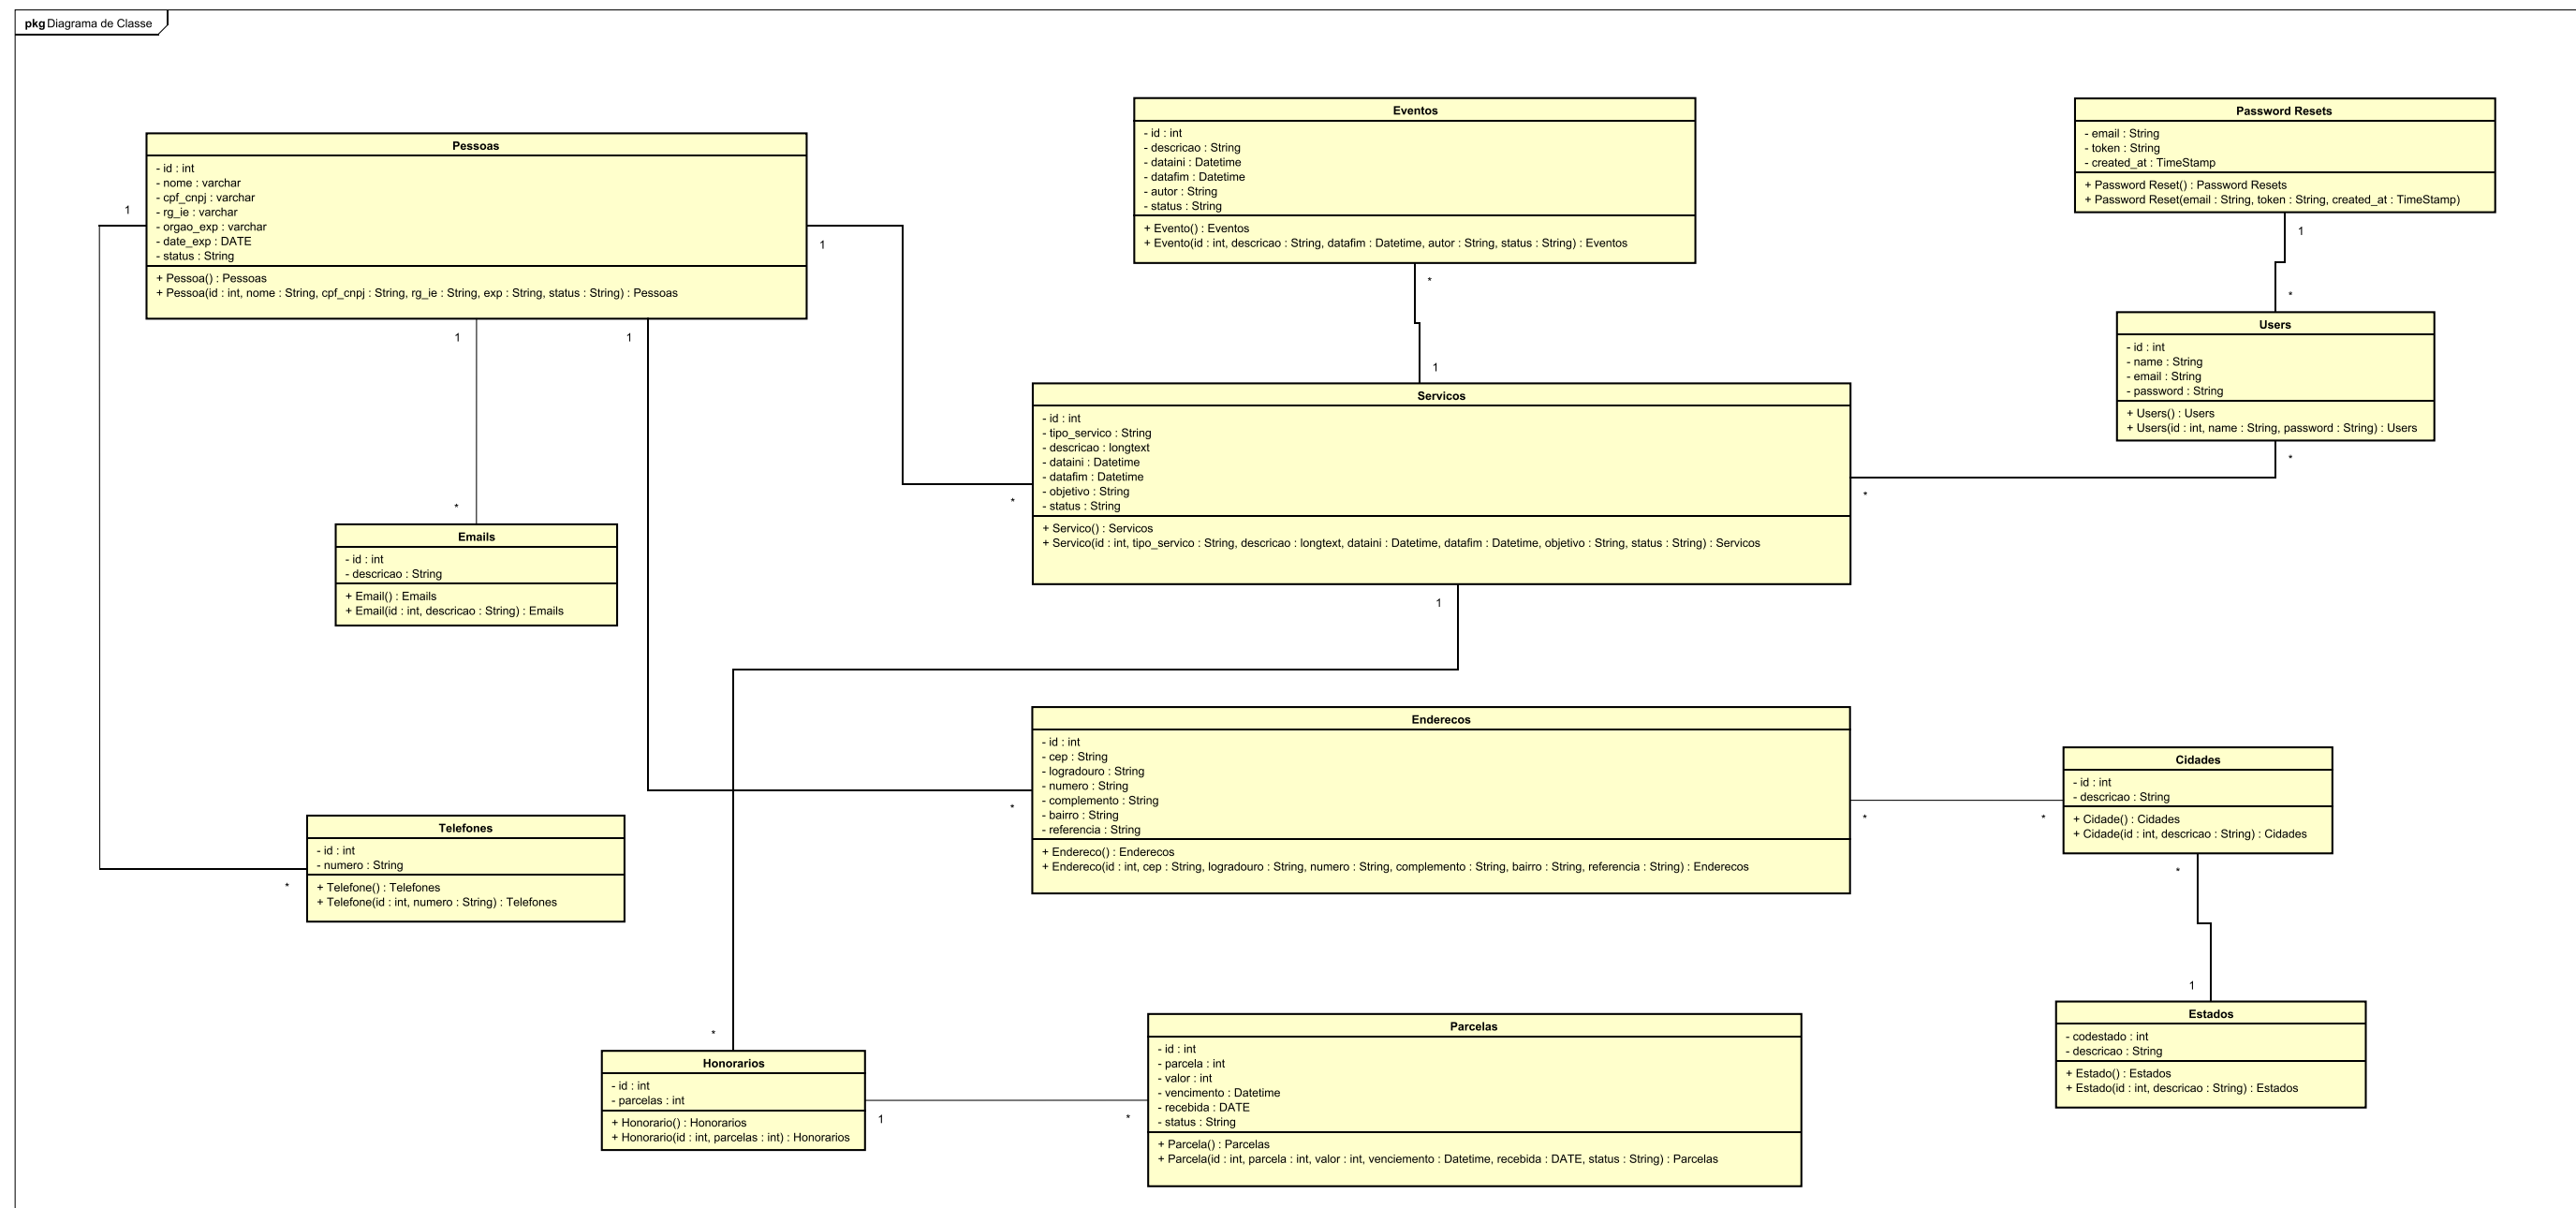 pkg Diagrama de Classe
Pessoas
- id : int
- nome : varchar
- cpf_cnpj : varchar
- rg_ie : varchar
- orgao_exp : varchar
- date_exp : DATE
- status : String
+ Pessoa() : Pessoas
+ Pessoa(id : int, nome : String, cpf_cnpj : String, rg_ie : String, exp : String, status : String) : Pessoas
1
1
1
1
Eventos
- id : int
- descricao : String
- dataini : Datetime
- datafim : Datetime
- autor : String
- status : String
+ Evento() : Eventos
+ Evento(id : int, descricao : String, datafim : Datetime, autor : String, status : String) : Eventos
*
1
Password Resets
- email : String
- token : String
- created_at : TimeStamp
+ Password Reset() : Password Resets
+ Password Reset(email : String, token : String, created_at : TimeStamp)
1
*
Users
- id : int
- name : String
- email : String
- password : String
+ Users() : Users
+ Users(id : int, name : String, password : String) : Users
*
Servicos
- id : int
- tipo_servico : String
- descricao : longtext
- dataini : Datetime
- datafim : Datetime
- objetivo : String
- status : String
+ Servico() : Servicos
+ Servico(id : int, tipo_servico : String, descricao : longtext, dataini : Datetime, datafim : Datetime, objetivo : String, status : String) : Servicos
*
*
1
*
Emails
- id : int
- descricao : String
+ Email() : Emails
+ Email(id : int, descricao : String) : Emails
Enderecos
- id : int
- cep : String
- logradouro : String
- numero : String
- complemento : String
- bairro : String
- referencia : String
+ Endereco() : Enderecos
+ Endereco(id : int, cep : String, logradouro : String, numero : String, complemento : String, bairro : String, referencia : String) : Enderecos
*
*
*
Cidades
- id : int
- descricao : String
+ Cidade() : Cidades
+ Cidade(id : int, descricao : String) : Cidades
*
1
Telefones
- id : int
- numero : String
+ Telefone() : Telefones
+ Telefone(id : int, numero : String) : Telefones
*
*
Honorarios
- id : int
- parcelas : int
+ Honorario() : Honorarios
+ Honorario(id : int, parcelas : int) : Honorarios
1
*
Parcelas
- id : int
- parcela : int
- valor : int
- vencimento : Datetime
- recebida : DATE
- status : String
+ Parcela() : Parcelas
+ Parcela(id : int, parcela : int, valor : int, venciemento : Datetime, recebida : DATE, status : String) : Parcelas
Estados
- codestado : int
- descricao : String
+ Estado() : Estados
+ Estado(id : int, descricao : String) : Estados